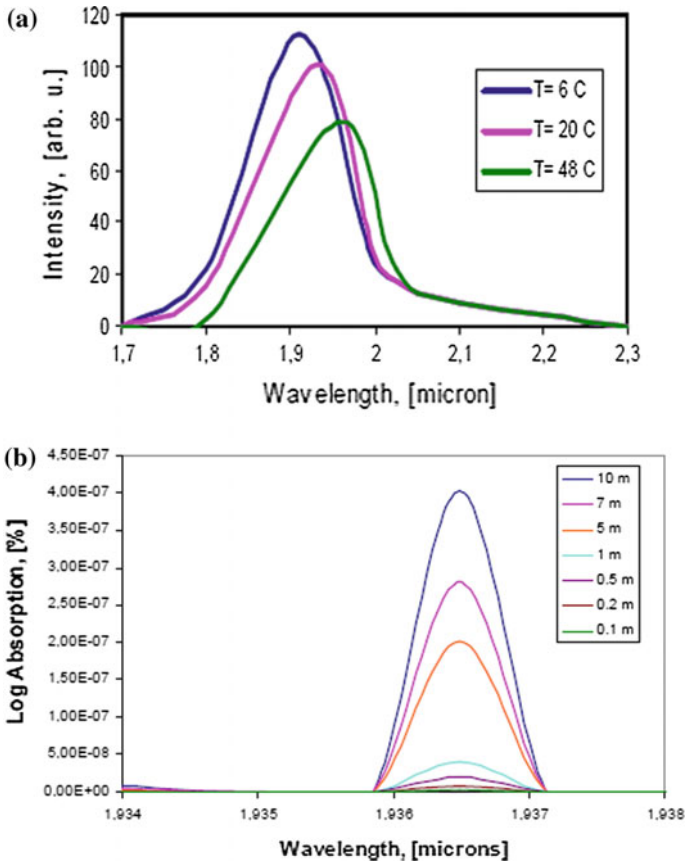 (a)
120
100
80
60
40
20
0
Intensity, [arb. u.]
T= 6 C
T= 20 C
T= 48 C
1,7 1,8 1,9 2 2,1 2,2 2,3
Wavelength, [micron]
(b)
4.50E-07
4.00E-07
3.50E-07
3.00E-07
2.50E-07
2.00E-07
1.50E-07
1.00E-07
5.00E-08
0.00E+00
Log Absorption, [%]
10 m
7 m
5 m
1 m
0.5 m
0.2 m
0.1 m
1,934 1,935 1,936 1,937 1,938
Wavelength, [microns]